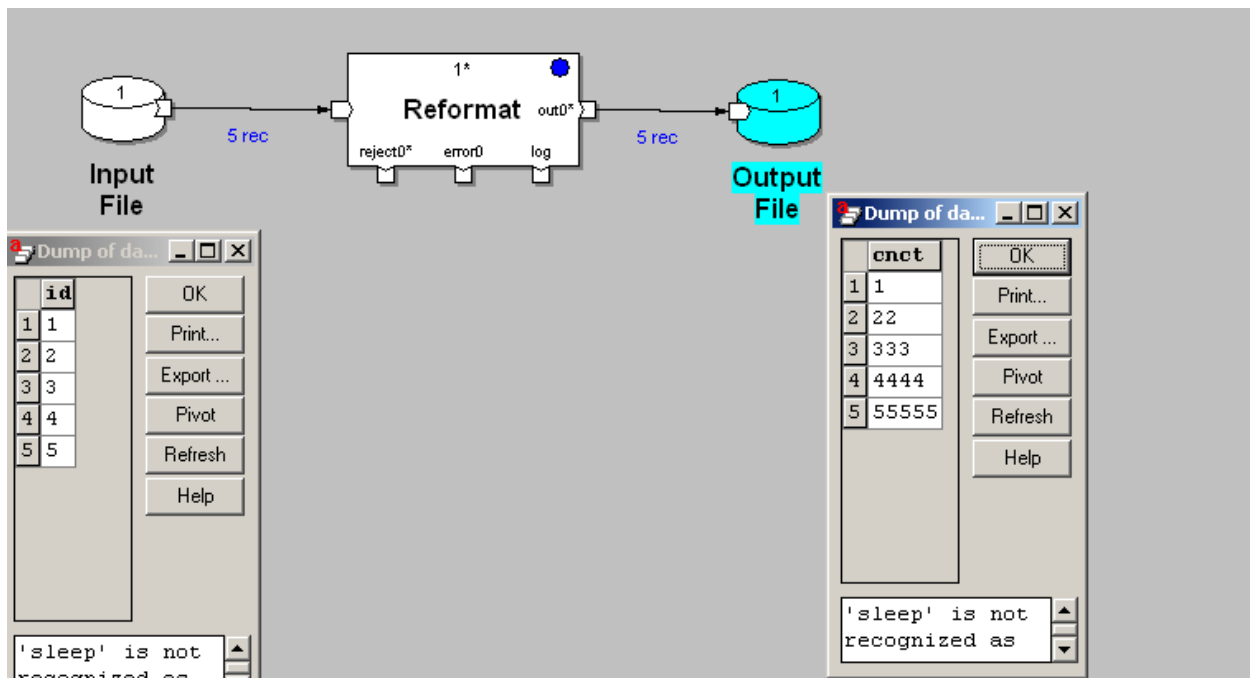 1
Input
File
5 rec
1*
Reformat
out0*
reject0*
error0
log
5 rec
1
Output
File
Dump of da...
id
1 1
2 2
3 3
4 4
5 5
OK
Print...
Export ...
Pivot
Refresh
Help
'sleep' is not
recognized as
Dump of da...
cnct
1 1
2 22
3 333
4 4444
5 55555
OK
Print...
Export ...
Pivot
Refresh
Help
'sleep' is not
recognized as